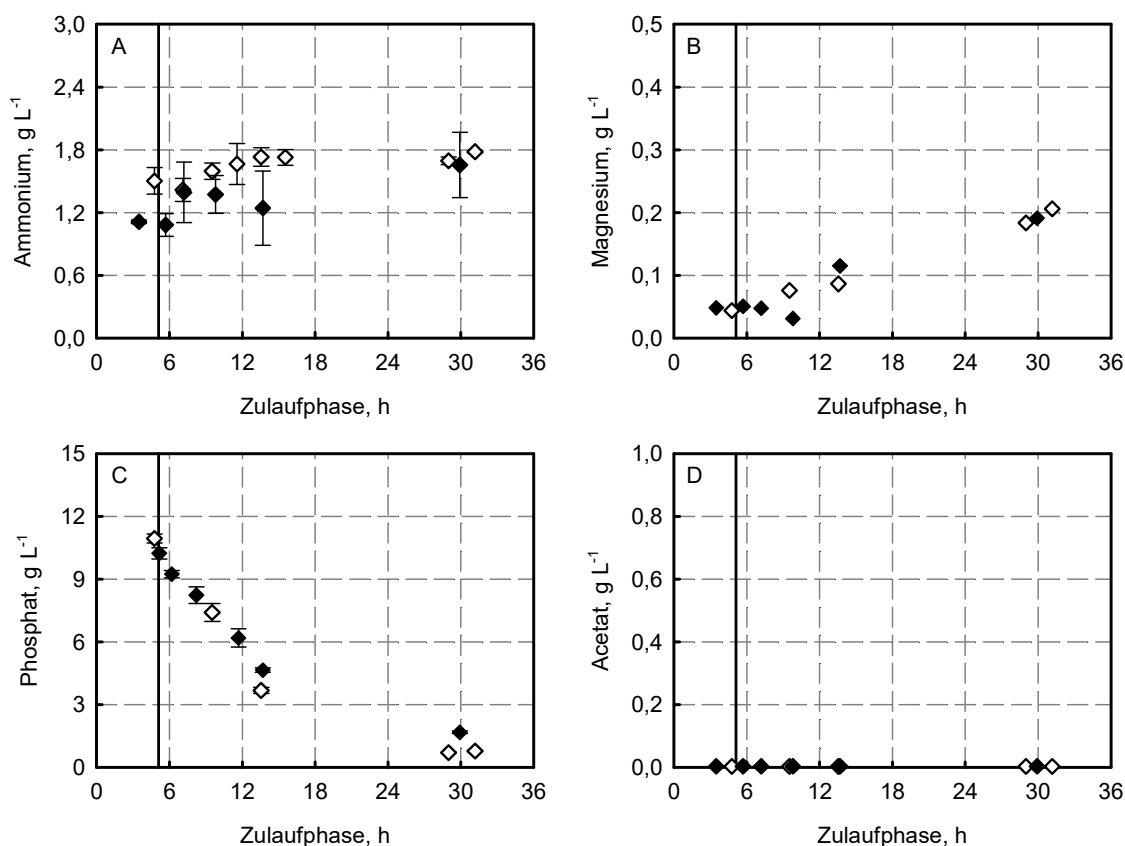 A
Ammonium, g L⁻¹
3,0
2,4
1,8
1,2
0,6
0,0
0 6 12 18 24 30 36
Zulaufphase, h
B
Magnesium, g L⁻¹
0,5
0,4
0,3
0,2
0,1
0,0
0 6 12 18 24 30 36
Zulaufphase, h
C
Phosphat, g L⁻¹
15
12
9
6
3
0
0 6 12 18 24 30 36
Zulaufphase, h
D
Acetat, g L⁻¹
1,0
0,8
0,6
0,4
0,2
0,0
0 6 12 18 24 30 36
Zulaufphase, h